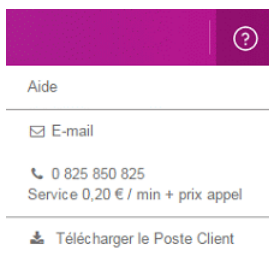 Aide
E-mail
0 825 850 825
Service 0,20 € / min + prix appel
Télécharger le Poste Client